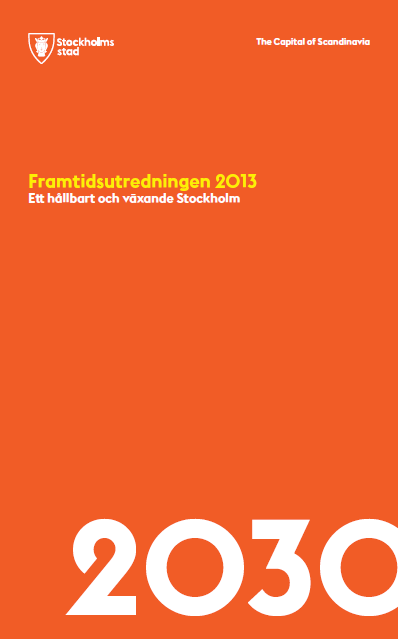 Stockholms
stad
The Capital of Scandinavia
Framtidsutredningen 2013
Ett hållbart och växande Stockholm
2030